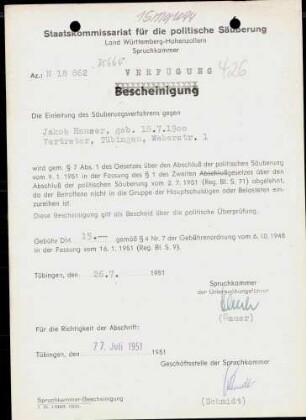 Staatskommissariat für die politische Säuberung
Land Württemberg-Hohenzollern
Spruchkammer
Az.: N 18 862
VERFÜGUNG
426
Bescheinigung
Die Einleitung des Säuberungsverfahrens gegen
Jakob Hauser, geb. 18.7.1900
Vertreter, Tübingen, Weberstr. 1
wird gem. § 7 Abs. 1 des Gesetzes über den Abschluß der politischen Säuberung
vom 9. 1. 1951 in der Fassung des § 1 des Zweiten Abschlußgesetzes über
den Abschluß der politischen Säuberung vom 2. 7. 1951 (Reg. Bl. S. 71) abgelehnt,
da der Betroffene nicht in die Gruppe der Hauptschuldigen oder Belasteten ein-
zureihen ist.
Diese Bescheinigung gilt als Bescheid über die politische Überprüfung.
Gebühr DM 15.-- gemäß § 4 Nr. 7 der Gebührenordnung vom 6. 10. 1948
in der Fassung vom 16. 1. 1951 (Reg. Bl. S. 9).
Tübingen, den 26.7. 1951
Spruchkammer
der Untersuchungsführer:
(Bauer)
Für die Richtigkeit der Abschrift:
Tübingen, den 27. Juli 1951 1951
Geschäftsstelle der Spruchkammer
(Schmidt)
Spruchkammer-Bescheinigung